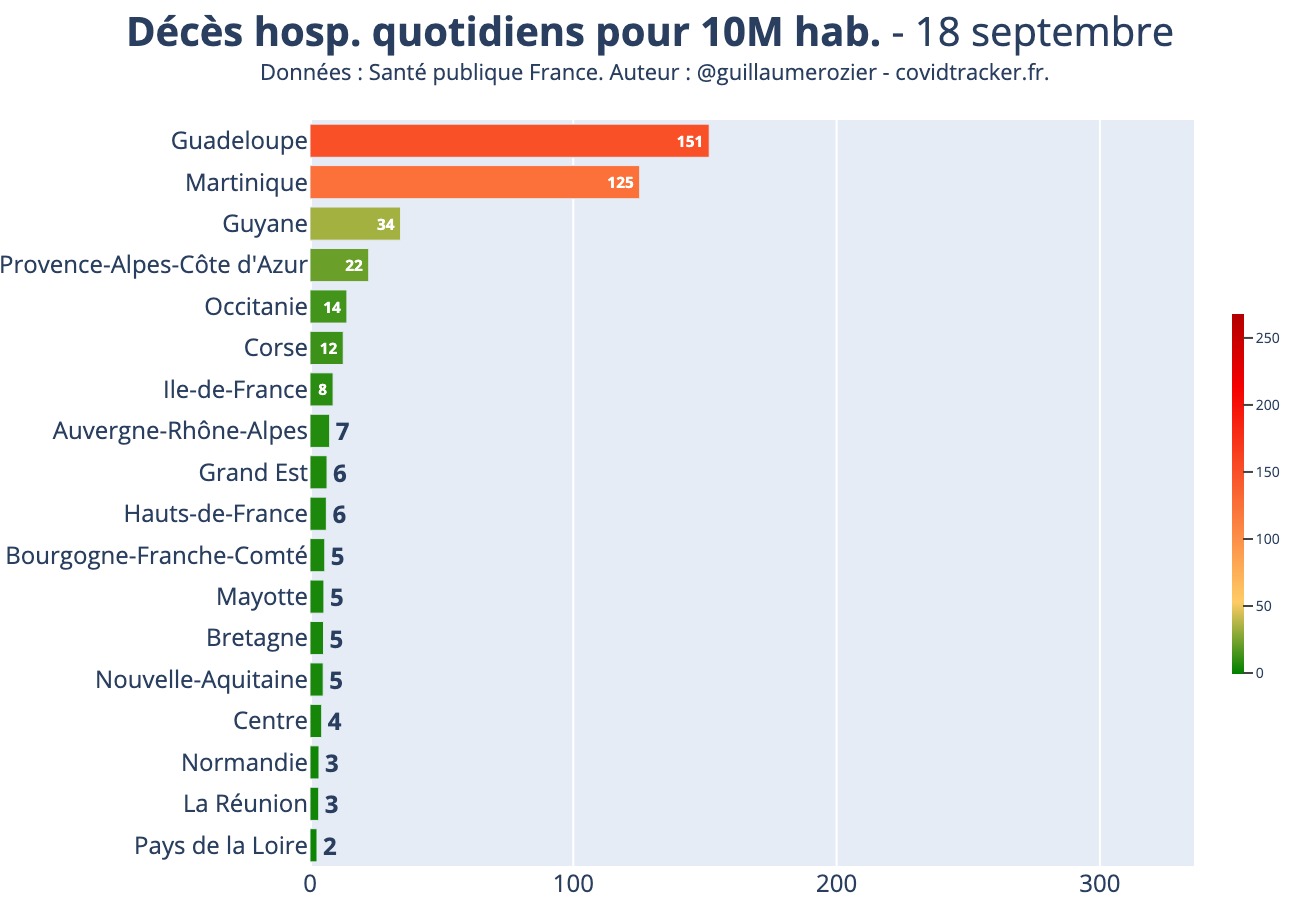 Décès hosp. quotidiens pour 10M hab. - 18 septembre
Données : Santé publique France. Auteur : @guillaumerozier - covidtracker.fr.
Guadeloupe 151
Martinique 125
Guyane 34
Provence-Alpes-Côte d'Azur 22
Occitanie 14
Corse 12
Ile-de-France 8
Auvergne-Rhône-Alpes 7
Grand Est 6
Hauts-de-France 6
Bourgogne-Franche-Comté 5
Mayotte 5
Bretagne 5
Nouvelle-Aquitaine 5
Centre 4
Normandie 3
La Réunion 3
Pays de la Loire 2
0 100 200 300
250
200
150
100
50
0